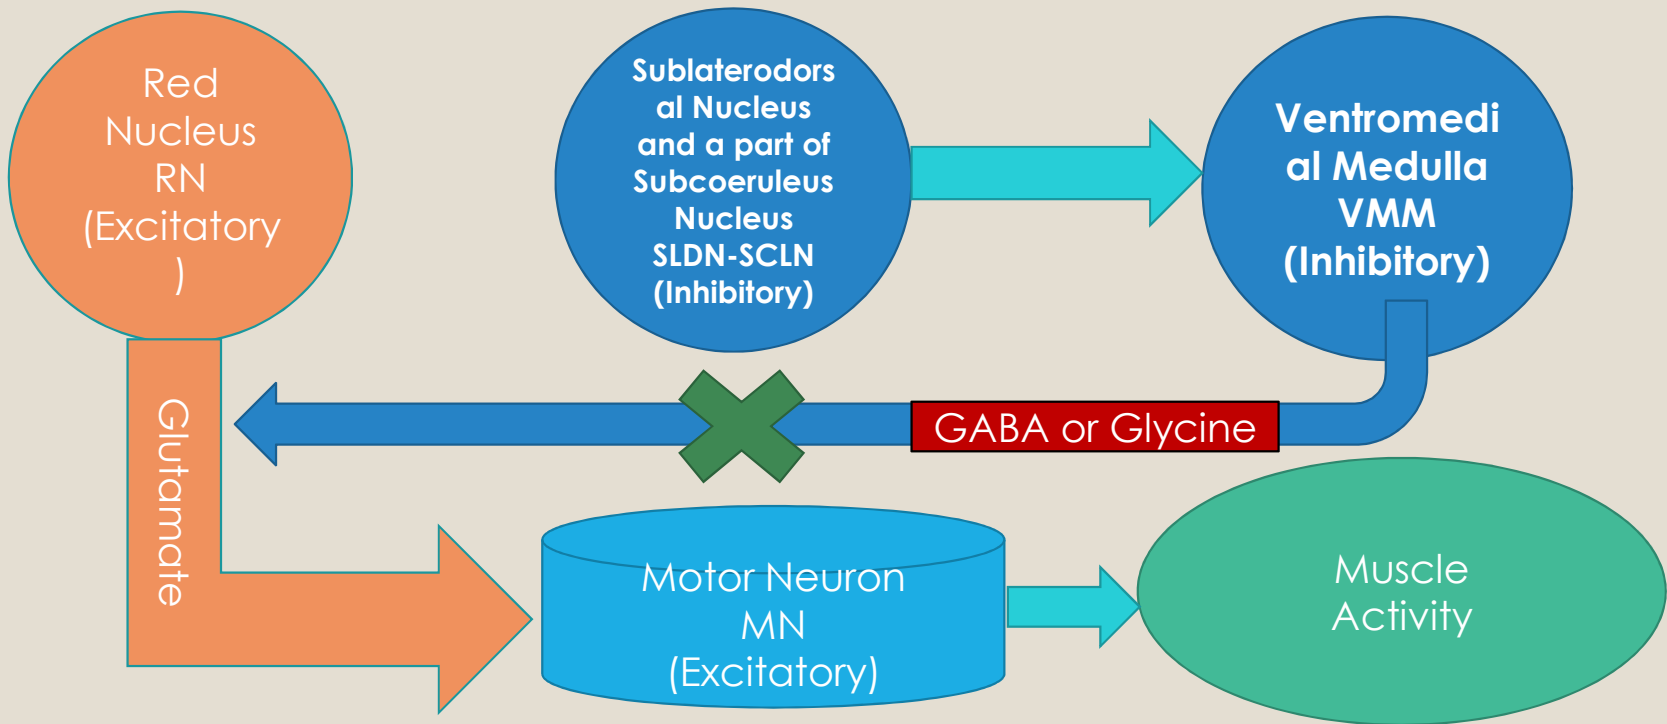 Red
Nucleus
RN
(Excitatory
)
Sublaterodors
al Nucleus
and a part of
Subcoeruleus
Nucleus
SLDN-SCLN
(Inhibitory)
Ventromedi
al Medulla
VMM
(Inhibitory)
Glutamate
GABA or Glycine
Motor Neuron
MN
(Excitatory)
Muscle
Activity